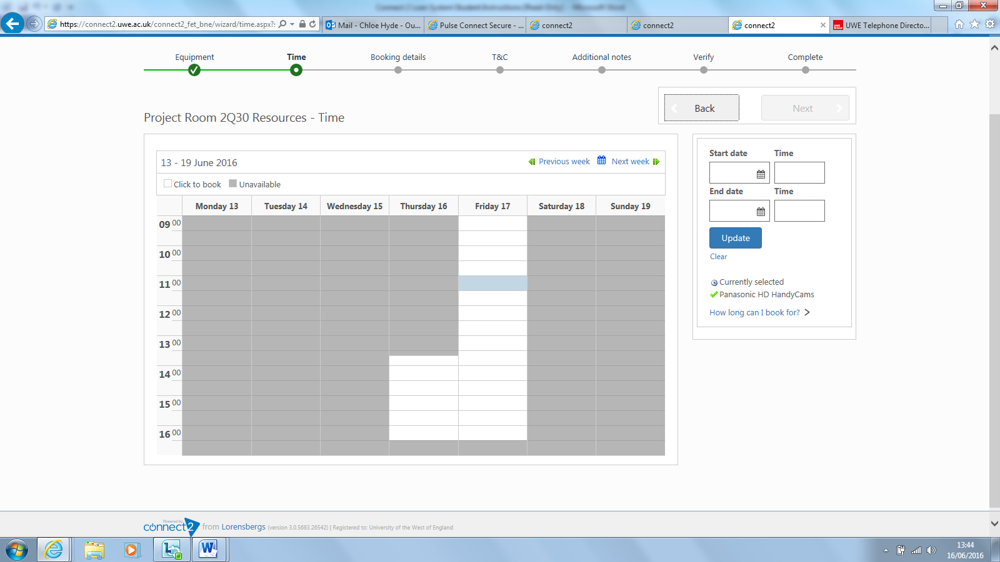 https://connect2.uwe.ac.uk/connect2_fet_bne/wizard/time.aspx?:
Mail - Chloe Hyde - Ou...
Pulse Connect Secure - ...
connect2
connect2
connect2
UWE Telephone Directo...
Equipment
Time
Booking details
T&C
Additional notes
Verify
Complete
Back
Next
Project Room 2Q30 Resources - Time
13 - 19 June 2016
Previous week
Next week
Click to book
Unavailable
Monday 13
Tuesday 14
Wednesday 15
Thursday 16
Friday 17
Saturday 18
Sunday 19
09 00
10 00
11 00
12 00
13 00
14 00
15 00
16 00
Start date
Time
End date
Time
Update
Clear
Currently selected
Panasonic HD HandyCams
How long can I book for?
Powered by
connect2 from Lorensbergs (version 3.0.5683.26542) | Registered to: University of the West of England
13:44
16/06/2016